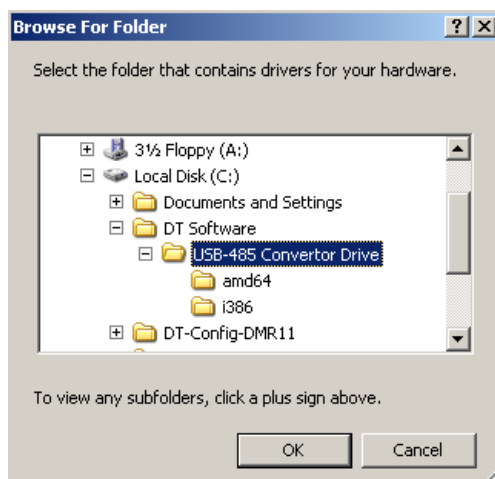 Browse For Folder
Select the folder that contains drivers for your hardware.
3½ Floppy (A:)
Local Disk (C:)
Documents and Settings
DT Software
USB-485 Convertor Drive
amd64
i386
DT-Config-DMR11
To view any subfolders, click a plus sign above.
OK Cancel